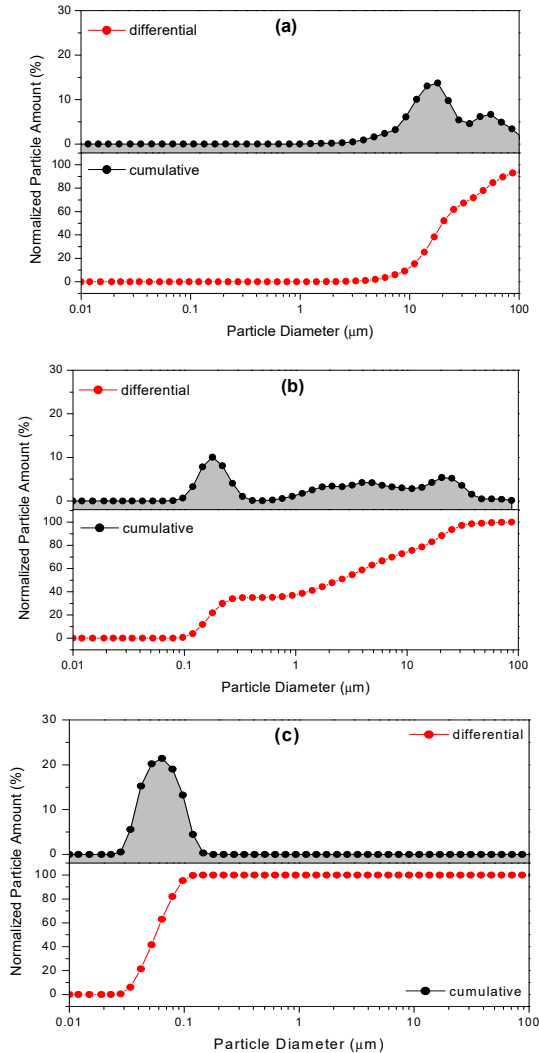 (a)
differential
Normalized Particle Amount (%)
30
20
10
0
cumulative
100
80
60
40
20
0
0.01 0.1 1 10 100
Particle Diameter (μm)
(b)
differential
Normalized Particle Amount (%)
30
20
10
0
cumulative
100
80
60
40
20
0
0.01 0.1 1 10 100
Particle Diameter (μm)
(c)
differential
Normalized Particle Amount (%)
30
20
10
0
100
80
60
40
20
0
cumulative
0.01 0.1 1 10 100
Particle Diameter (μm)